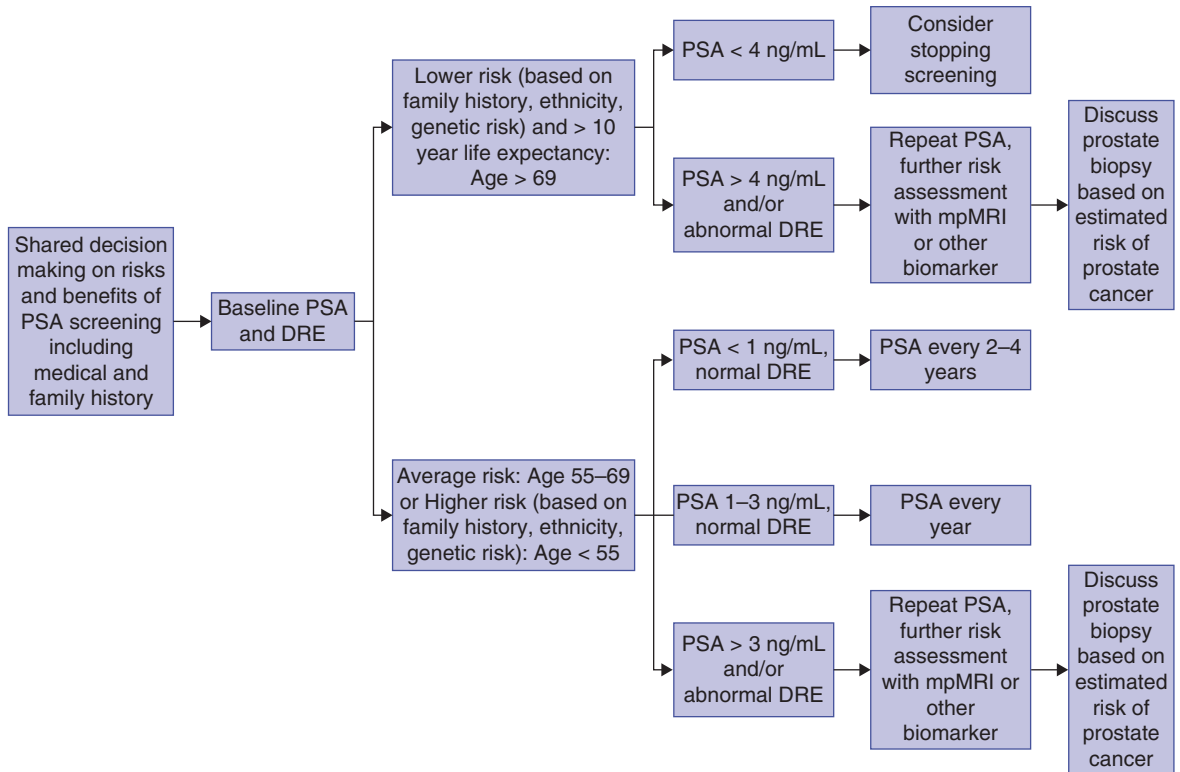 Shared decision
making on risks
and benefits of
PSA screening
including
medical and
family history
Baseline PSA
and DRE
Lower risk (based on
family history, ethnicity,
genetic risk) and > 10
year life expectancy:
Age > 69
PSA < 4 ng/mL
Consider
stopping
screening
PSA > 4 ng/mL
and/or
abnormal DRE
Repeat PSA,
further risk
assessment
with mpMRI
or other
biomarker
Discuss
prostate
biopsy
based on
estimated
risk of
prostate
cancer
Average risk: Age 55–69
or Higher risk (based on
family history, ethnicity,
genetic risk): Age < 55
PSA < 1 ng/mL,
normal DRE
PSA every 2–4
years
PSA 1–3 ng/mL,
normal DRE
PSA every
year
PSA > 3 ng/mL
and/or
abnormal DRE
Repeat PSA,
further risk
assessment
with mpMRI or
other
biomarker
Discuss
prostate
biopsy
based on
estimated
risk of
prostate
cancer